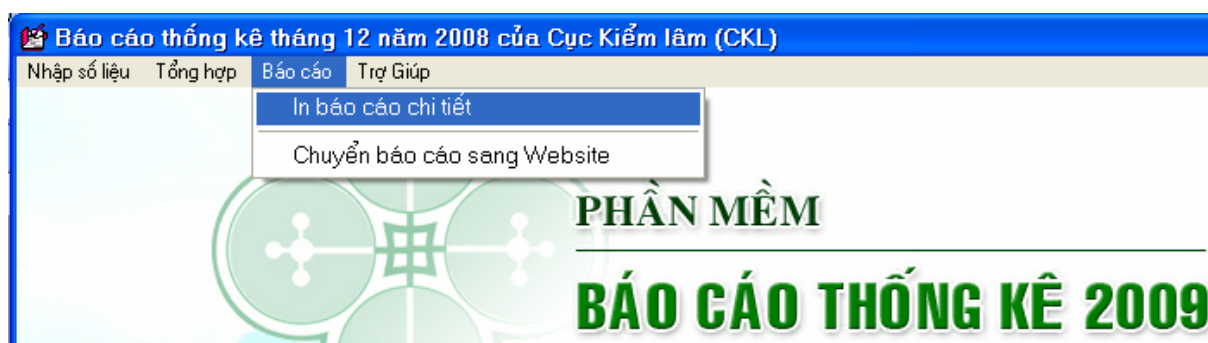 Báo cáo thống kê tháng 12 năm 2008 của Cục Kiểm lâm (CKL)
Nhập số liệu Tổng hợp Báo cáo Trợ Giúp
In báo cáo chi tiết
Chuyển báo cáo sang Website
PHẦN MỀM
BÁO CÁO THỐNG KÊ 2009